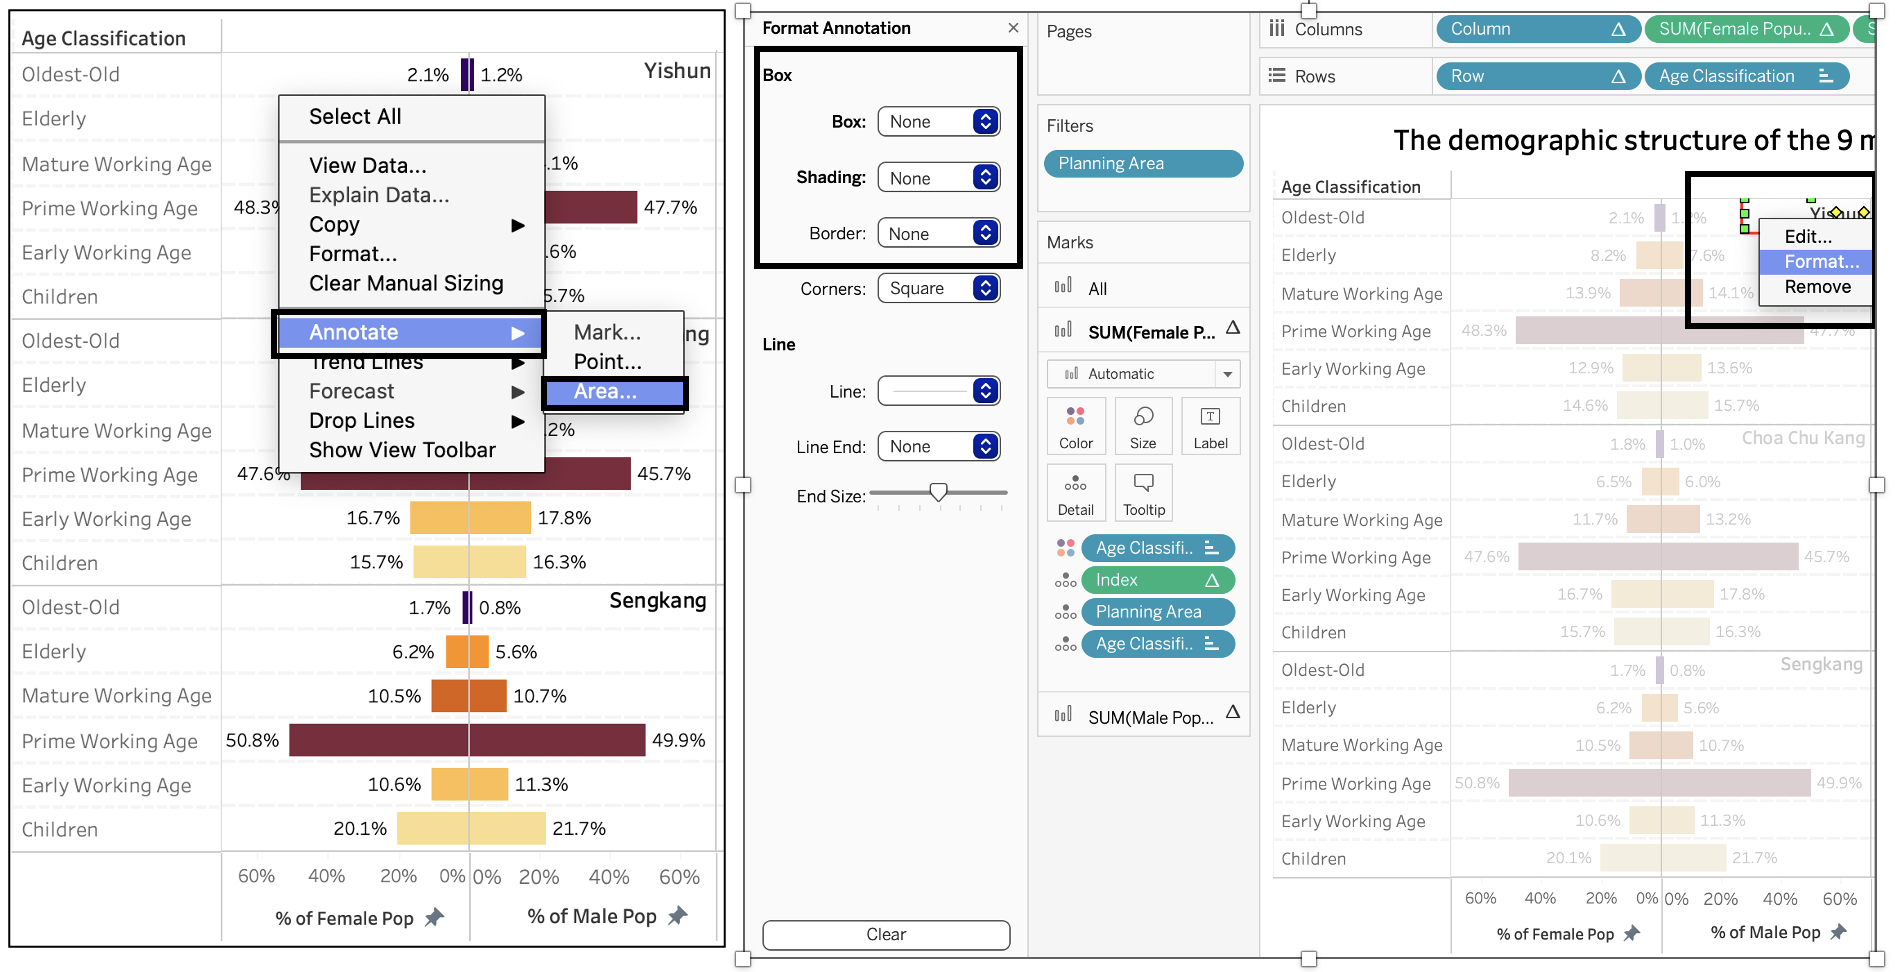 Age Classification
Oldest-Old 2.1% 1.2% Yishun
Elderly
Mature Working Age .1%
Prime Working Age 48.3% 47.7%
Early Working Age .6%
Children 5.7%
Select All
View Data...
Explain Data...
Copy
Format...
Clear Manual Sizing
Annotate
Trend Lines
Forecast
Drop Lines
Show View Toolbar
Mark...
Point...
Area...
Oldest-Old ng
Elderly
Mature Working Age .2%
Prime Working Age 47.6% 45.7%
Early Working Age 16.7% 17.8%
Children 15.7% 16.3%
Oldest-Old 1.7% 0.8% Sengkang
Elderly 6.2% 5.6%
Mature Working Age 10.5% 10.7%
Prime Working Age 50.8% 49.9%
Early Working Age 10.6% 11.3%
Children 20.1% 21.7%
60% 40% 20% 0% 0% 20% 40% 60%
% of Female Pop % of Male Pop
Format Annotation
Box
Box: None
Shading: None
Border: None
Corners: Square
Line
Line:
Line End: None
End Size:
Clear
Pages
Filters
Planning Area
Marks
All
SUM(Female P...
Automatic
Color Size Label
Detail Tooltip
Age Classifi..
Index
Planning Area
Age Classifi..
SUM(Male Pop...
Columns Column SUM(Female Popu.. S
Rows Row Age Classification
The demographic structure of the 9 m
Age Classification
Oldest-Old 2.1% 1.2% Yishun
Elderly 8.2% 7.6%
Mature Working Age 13.9% 14.1%
Prime Working Age 48.3% 47.7%
Early Working Age 12.9% 13.6%
Children 14.6% 15.7%
Edit...
Format...
Remove
Oldest-Old 1.8% 1.0% Choa Chu Kang
Elderly 6.5% 6.0%
Mature Working Age 11.7% 13.2%
Prime Working Age 47.6% 45.7%
Early Working Age 16.7% 17.8%
Children 15.7% 16.3%
Oldest-Old 1.7% 0.8% Sengkang
Elderly 6.2% 5.6%
Mature Working Age 10.5% 10.7%
Prime Working Age 50.8% 49.9%
Early Working Age 10.6% 11.3%
Children 20.1% 21.7%
60% 40% 20% 0% 0% 20% 40% 60%
% of Female Pop % of Male Pop